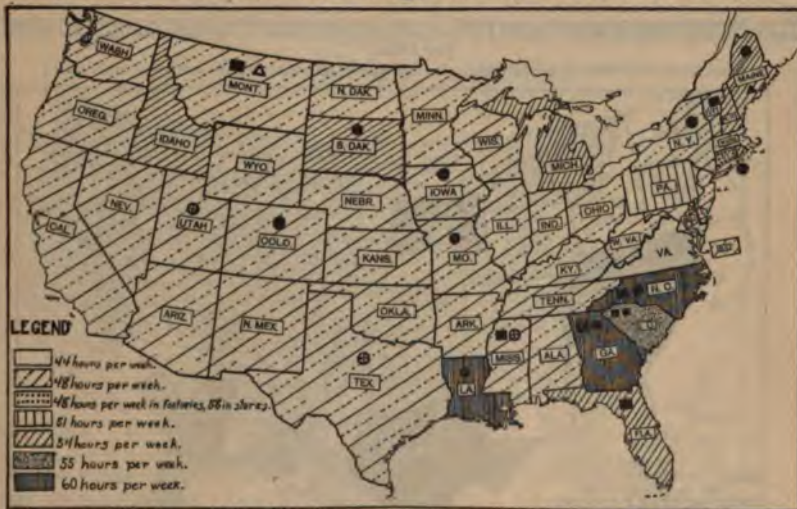 WASH.
OREG.
IDAHO
MONT.
N. DAK.
S. DAK.
MINN.
WIS.
MICH.
MAINE
N.Y.
PA.
WYO.
NEBR.
IOWA
ILL.
IND.
OHIO
W. VA.
VA.
NEV.
UTAH
COLO.
KANS.
MO.
KY.
CAL.
TENN.
N. C.
ARIZ.
N. MEX.
OKLA.
ARK.
MISS.
ALA.
GA.
TEX.
LA.
FLA.
LEGEND
44 hours per week.
48 hours per week.
48 hours per week in factories, 56 in stores.
51 hours per week.
54 hours per week.
55 hours per week.
60 hours per week.